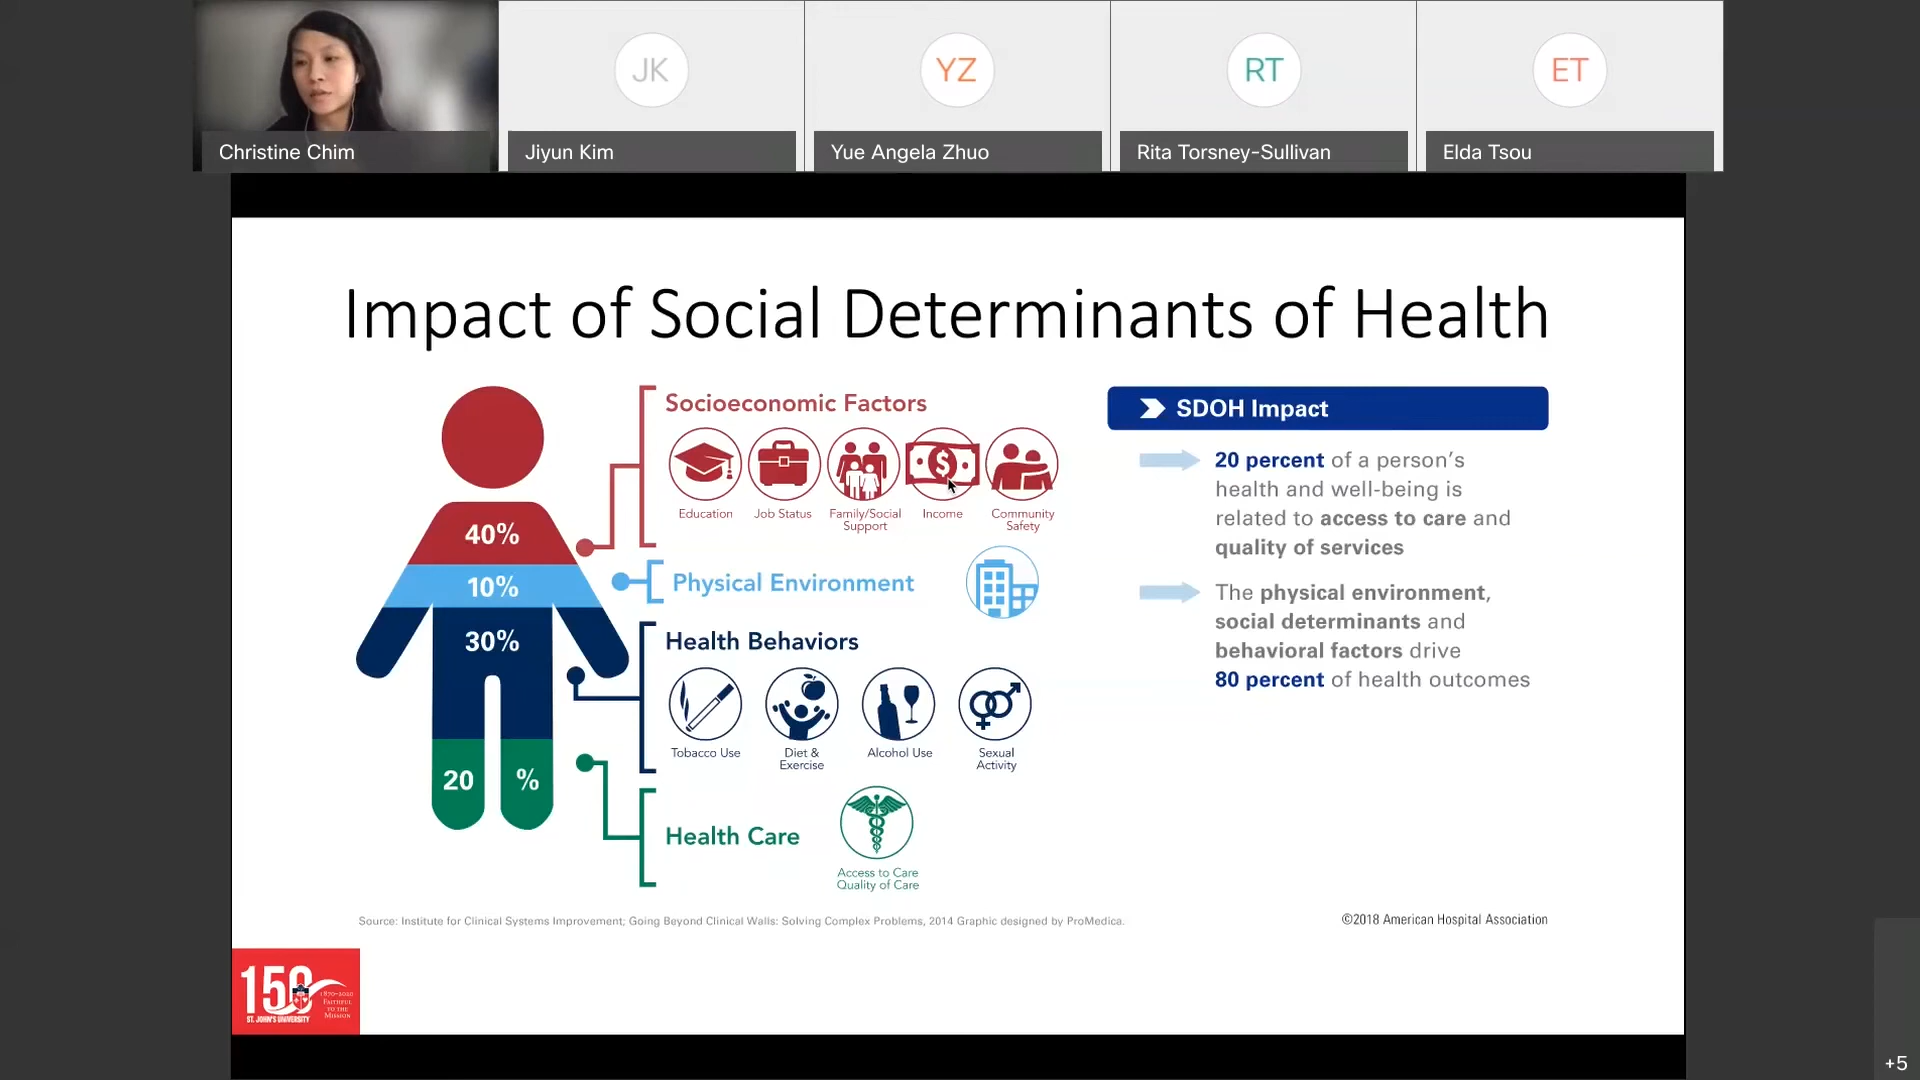 JK
YZ
RT
ET
Christine Chim
Jiyun Kim
Yue Angela Zhuo
Rita Torsney-Sullivan
Elda Tsou
Impact of Social Determinants of Health
40%
10%
30%
20 %
Socioeconomic Factors
Education
Job Status
Family/Social
Support
Income
Community
Safety
Physical Environment
Health Behaviors
Tobacco Use
Diet &
Exercise
Alcohol Use
Sexual
Activity
Health Care
Access to Care
Quality of Care
SDOH Impact
20 percent of a person's
health and well-being is
related to access to care and
quality of services
The physical environment,
social determinants and
behavioral factors drive
80 percent of health outcomes
Source: Institute for Clinical Systems Improvement; Going Beyond Clinical Walls: Solving Complex Problems, 2014 Graphic designed by ProMedica.
©2018 American Hospital Association
150
ST. JOHN'S UNIVERSITY
1870-2020
FAITHFUL
TO THE
MISSION
+5